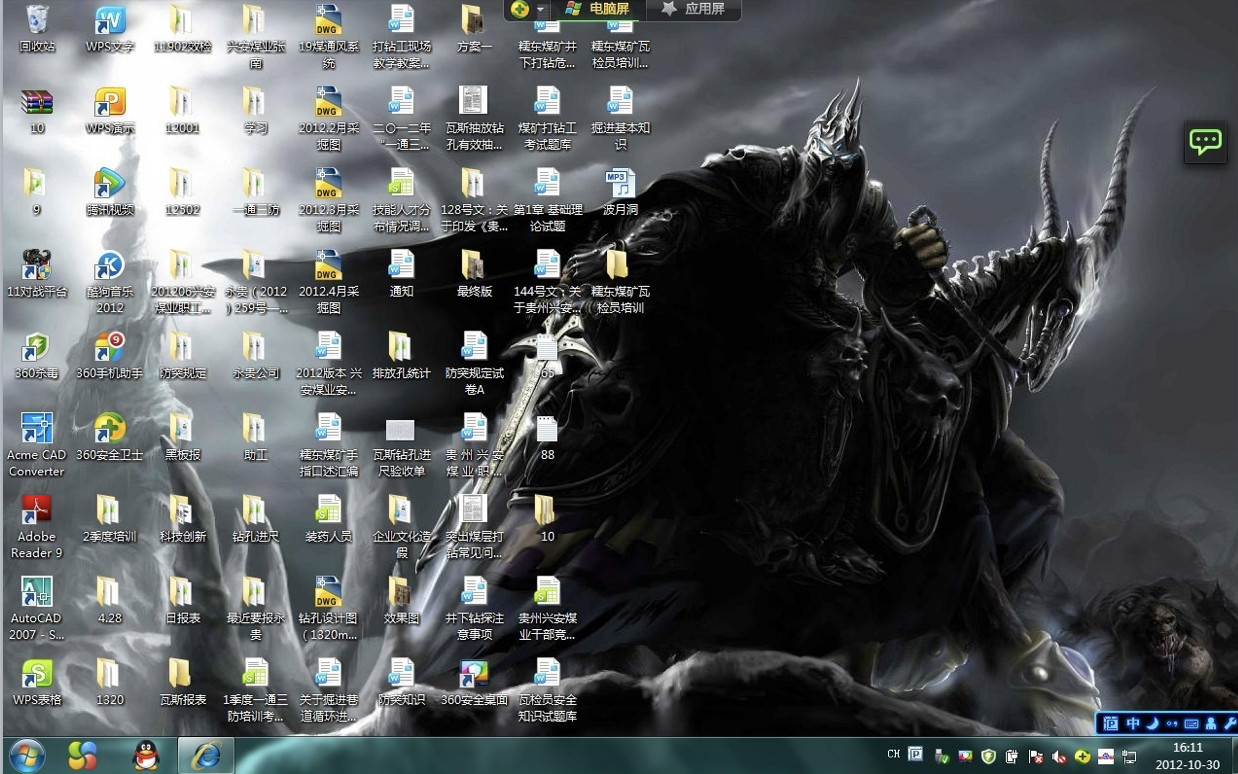 电脑屏
应用屏
回收站
WPS文字
11902效检
兴安煤业张
南
19煤通风系
统
打钻工现场
教学教案...
方案一
糯东煤矿井
下打钻危...
糯东煤矿瓦
检员培训...
10
WPS演示
12001
学习
2012.2月采
掘图
二〇一二年
“一通三...
瓦斯抽放钻
孔有效抽...
煤矿打钻工
考试题库
掘进基本知
识
9
腾讯视频
12502
一通三防
2012.3月采
掘图
技能人才分
布情况调...
128号文：关
于印发《贵...
第1章 基础理
论试题
波月洞
11对战平台
酷狗音乐
2012
201206兴安
煤业职工...
永贵（2012
）259号—...
2012.4月采
掘图
通知
最终版
144号文：关
于贵州兴安...
糯东煤矿瓦
检员培训
360杀毒
360手机助手
防突规定
永贵公司
2012版本 兴
安煤业安...
排放孔统计
防突规定试
卷A
65
Acme CAD
Converter
360安全卫士
黑板报
助工
糯东煤矿手
指口述汇编
瓦斯钻孔进
尺验收单
贵 州 兴 安
煤 业 职...
88
Adobe
Reader 9
2季度培训
科技创新
钻孔进尺
装药人员
企业文化造
假
突出煤层打
钻常见问...
10
AutoCAD
2007 - S...
4.28
日报表
最近要报永
贵
钻孔设计图
（1320m...
效果图
井下钻探注
意事项
贵州兴安煤
业干部竞...
WPS表格
1320
瓦斯报表
1季度一通三
防培训考...
关于掘进巷
道循环进...
防突知识
360安全桌面
瓦检员安全
知识试题库
中
CH
16:11
2012-10-30